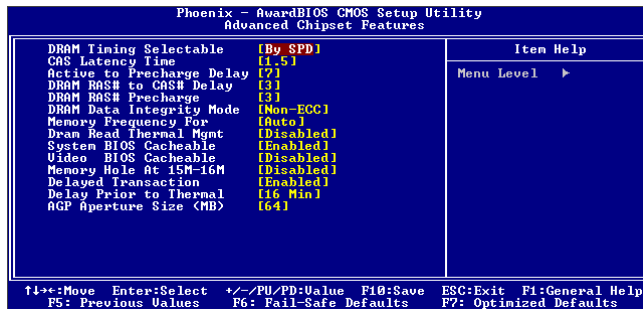 Phoenix - AwardBIOS CMOS Setup Utility
Advanced Chipset Features
DRAM Timing Selectable [By SPD]
CAS Latency Time [1.5]
Active to Precharge Delay [7]
DRAM RAS# to CAS# Delay [3]
DRAM RAS# Precharge [3]
DRAM Data Integrity Mode [Non-ECC]
Memory Frequency For [Auto]
Dram Read Thermal Mgmt [Disabled]
System BIOS Cacheable [Enabled]
Video BIOS Cacheable [Disabled]
Memory Hole At 15M-16M [Disabled]
Delayed Transaction [Enabled]
Delay Prior to Thermal [16 Min]
AGP Aperture Size (MB) [64]
Item Help
Menu Level ▶
↑↓→←:Move Enter:Select +/-/PU/PD:Value F10:Save ESC:Exit F1:General Help
F5: Previous Values F6: Fail-Safe Defaults F7: Optimized Defaults